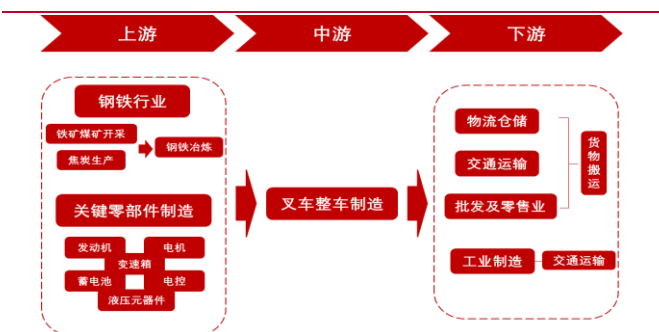 上游
中游
下游
钢铁行业
铁矿煤矿开采
焦炭生产
钢铁冶炼
关键零部件制造
发动机
电机
变速箱
蓄电池
电控
液压元器件
叉车整车制造
物流仓储
交通运输
批发及零售业
货物搬运
工业制造
交通运输